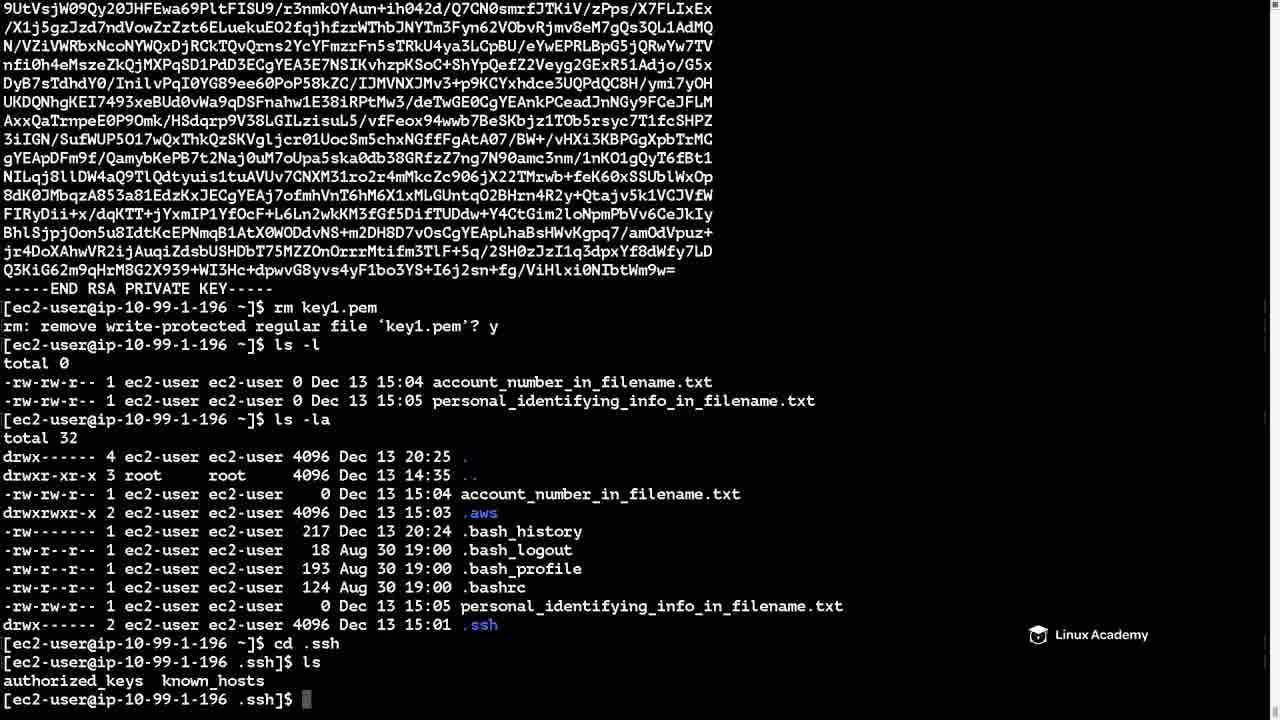 9UtVsjW09Qy20JHFEwa69PltFISU9/r3nmkOYAun+ih042d/Q7GN0smrfJTKiV/zPps/X7FLIxEx
/X1j5gzJzd7ndVowZrZzt6ELuekuEO2fqjhfzrWThbJNYTm3Fyn62VObvRjmv8eM7gQs3QL1AdMQ
N/VZiVWRbxNcoNYWQxDjRCkTQvQrns2YcYFmzrFn5sTRkU4ya3LCpBU/eYwEPRLBpG5jQRwYw7TV
nfi0h4eMszeZkQjMXPqSD1PdD3ECgYEA3E7NSIKvhzpKSoC+ShYpQefZ2Veyg2GExR51Adjo/G5x
DyB7sTdhdY0/InilvPqI0YG89ee60PoP58kZC/IJMVNXJMv3+p9KCYxhdce3UQPdQC8H/ymi7yOH
UKDQNhgKEI7493xeBUd0vWa9qDSFnahw1E38iRPtMw3/deTwGE0CgYEAnkPCeadJnNGy9FCeJFLM
AxxQaTrnpeE0P9Omk/HSdqrp9V38LGILzisuL5/vfFeox94wwb7BeSKbjz1TOb5rsyc7T1fcSHPZ
3iIGN/SufWUP5O17wQxThkQzSKVgljcr01UocSm5chxNGffFgAtA07/BW+/vHXi3KBPGgXpbTrMC
gYEApDFm9f/QamybKePB7t2Naj0uM7oUpa5ska0db38GRfzZ7ng7N90amc3nm/1nKO1gQyT6fBt1
NILqj8llDW4aQ9TlQdtyuis1tuAVUv7CNXM31ro2r4mMkcZc906jX22TMrwb+feK60xSSUblWxOp
8dK0JMbqzA853a81EdzKxJECgYEAj7ofmhVnT6hM6X1xMLGUntqO2BHrn4R2y+Qtajv5k1VCJVfW
FIRyDii+x/dqKTT+jYxmIP1YfOcF+L6Ln2wkKM3fGf5DifTUDdw+Y4CtGim2loNpmPbVv6CeJkIy
BhlSjpjOon5u8IdtKcEPNmqB1AtX0WODdvNS+m2DH8D7vOsCgYEApLhaBsHWvKgpq7/amOdVpuz+
jr4DoXAhwVR2ijAuqiZdsbUSHDbT75MZZOnOrrrMtifm3TlF+5q/2SH0zJzI1q3dpxYf8dWfy7LD
Q3KiG62m9qHrM8G2X939+WI3Hc+dpwvG8yvs4yF1bo3YS+I6j2sn+fg/ViHlxi0NIbtWm9w=
-----END RSA PRIVATE KEY-----
[ec2-user@ip-10-99-1-196 ~]$ rm key1.pem
rm: remove write-protected regular file ‘key1.pem’? y
[ec2-user@ip-10-99-1-196 ~]$ ls -l
total 0
-rw-rw-r-- 1 ec2-user ec2-user 0 Dec 13 15:04 account_number_in_filename.txt
-rw-rw-r-- 1 ec2-user ec2-user 0 Dec 13 15:05 personal_identifying_info_in_filename.txt
[ec2-user@ip-10-99-1-196 ~]$ ls -la
total 32
drwx------ 4 ec2-user ec2-user 4096 Dec 13 20:25 .
drwxr-xr-x 3 root     root     4096 Dec 13 14:35 ..
-rw-rw-r-- 1 ec2-user ec2-user    0 Dec 13 15:04 account_number_in_filename.txt
drwxrwxr-x 2 ec2-user ec2-user 4096 Dec 13 15:03 .aws
-rw------- 1 ec2-user ec2-user  217 Dec 13 20:24 .bash_history
-rw-r--r-- 1 ec2-user ec2-user   18 Aug 30 19:00 .bash_logout
-rw-r--r-- 1 ec2-user ec2-user  193 Aug 30 19:00 .bash_profile
-rw-r--r-- 1 ec2-user ec2-user  124 Aug 30 19:00 .bashrc
-rw-rw-r-- 1 ec2-user ec2-user    0 Dec 13 15:05 personal_identifying_info_in_filename.txt
drwx------ 2 ec2-user ec2-user 4096 Dec 13 15:01 .ssh
[ec2-user@ip-10-99-1-196 ~]$ cd .ssh
[ec2-user@ip-10-99-1-196 .ssh]$ ls
authorized_keys  known_hosts
[ec2-user@ip-10-99-1-196 .ssh]$
Linux Academy